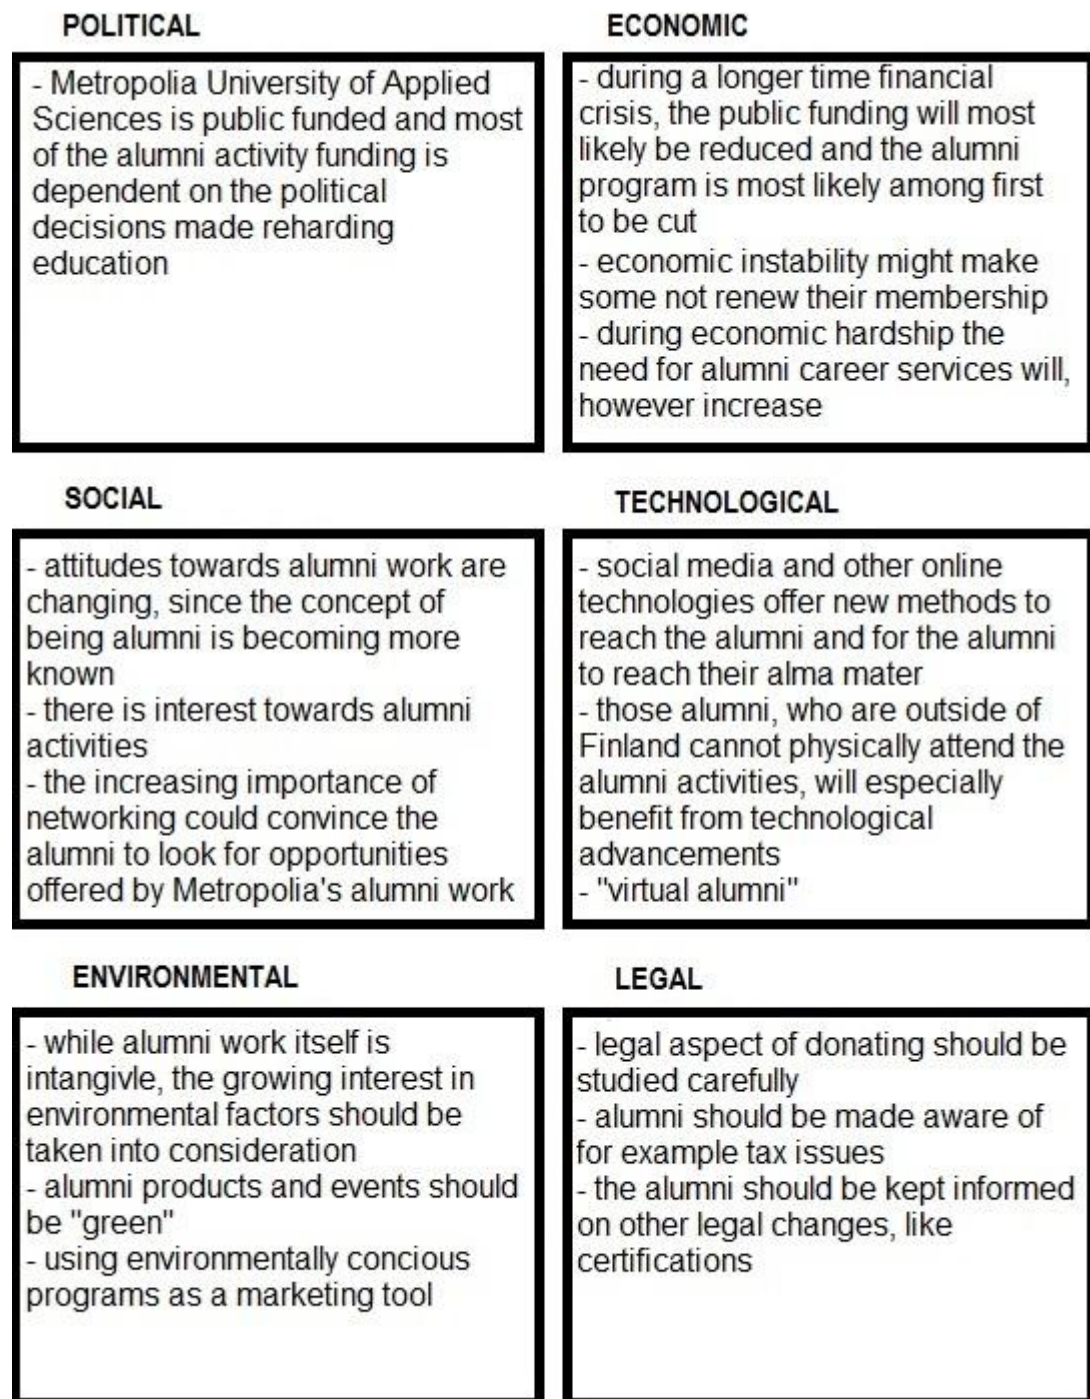 POLITICAL
- Metropolia University of Applied
Sciences is public funded and most
of the alumni activity funding is
dependent on the political
decisions made reharding
education
ECONOMIC
- during a longer time financial
crisis, the public funding will most
likely be reduced and the alumni
program is most likely among first
to be cut
- economic instability might make
some not renew their membership
- during economic hardship the
need for alumni career services will,
however increase
SOCIAL
- attitudes towards alumni work are
changing, since the concept of
being alumni is becoming more
known
- there is interest towards alumni
activities
- the increasing importance of
networking could convince the
alumni to look for opportunities
offered by Metropolia's alumni work
TECHNOLOGICAL
- social media and other online
technologies offer new methods to
reach the alumni and for the alumni
to reach their alma mater
- those alumni, who are outside of
Finland cannot physically attend the
alumni activities, will especially
benefit from technological
advancements
- "virtual alumni"
ENVIRONMENTAL
- while alumni work itself is
intangivle, the growing interest in
environmental factors should be
taken into consideration
- alumni products and events should
be "green"
- using environmentally concious
programs as a marketing tool
LEGAL
- legal aspect of donating should be
studied carefully
- alumni should be made aware of
for example tax issues
- the alumni should be kept informed
on other legal changes, like
certifications